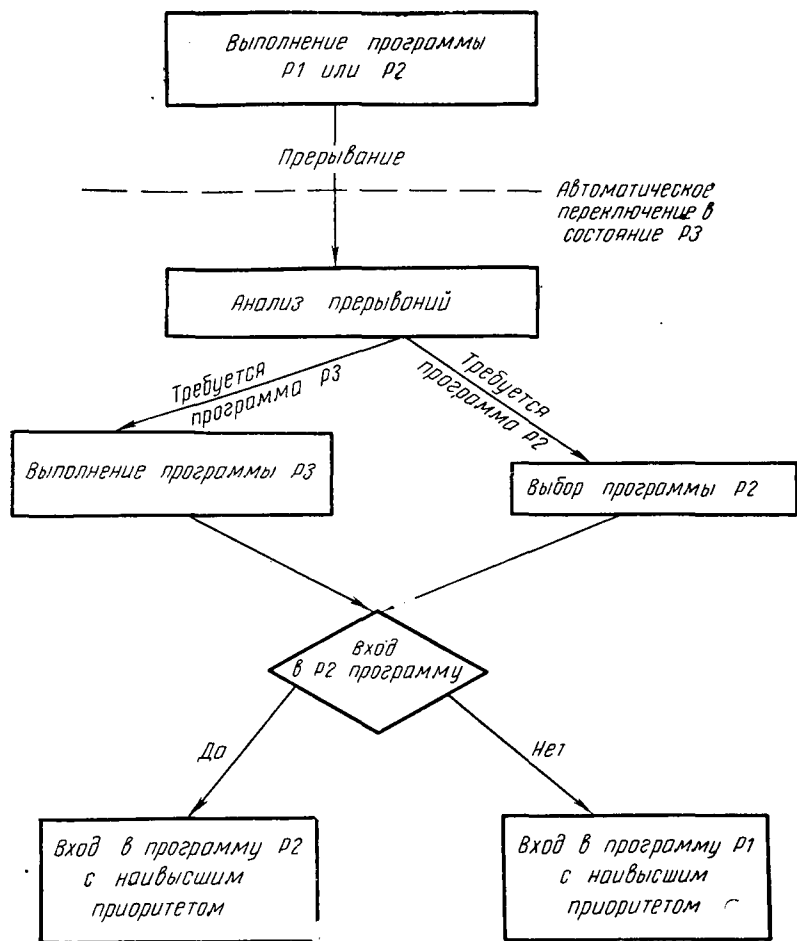 Выполнение программы
P1 или P2
Прерывание
Автоматическое
переключение в
состояние P3
Анализ прерываний
Требуется
программа P3
Требуется
программа P2
Выполнение программы P3
Выбор программы P2
Вход
в P2 программу
Да
Нет
Вход в программу P2
с наивысшим
приоритетом
Вход в программу P1
с наивысшим
приоритетом